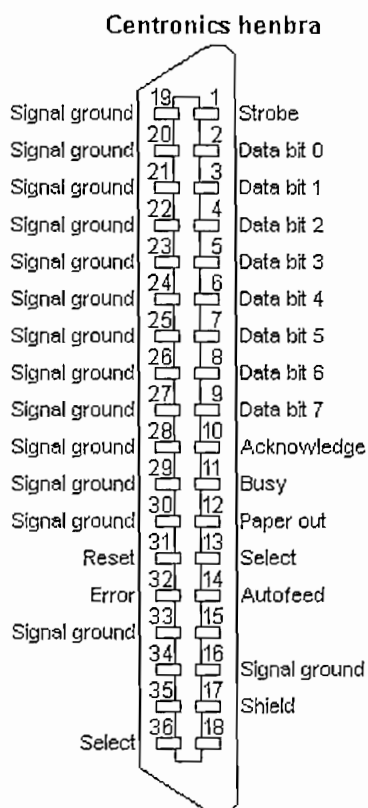 Centronics henbra
Signal ground 19 1 Strobe
Signal ground 20 2 Data bit 0
Signal ground 21 3 Data bit 1
Signal ground 22 4 Data bit 2
Signal ground 23 5 Data bit 3
Signal ground 24 6 Data bit 4
Signal ground 25 7 Data bit 5
Signal ground 26 8 Data bit 6
Signal ground 27 9 Data bit 7
Signal ground 28 10 Acknowledge
Signal ground 29 11 Busy
Signal ground 30 12 Paper out
Reset 31 13 Select
Error 32 14 Autofeed
Signal ground 33 15
34 16 Signal ground
35 17 Shield
Select 36 18